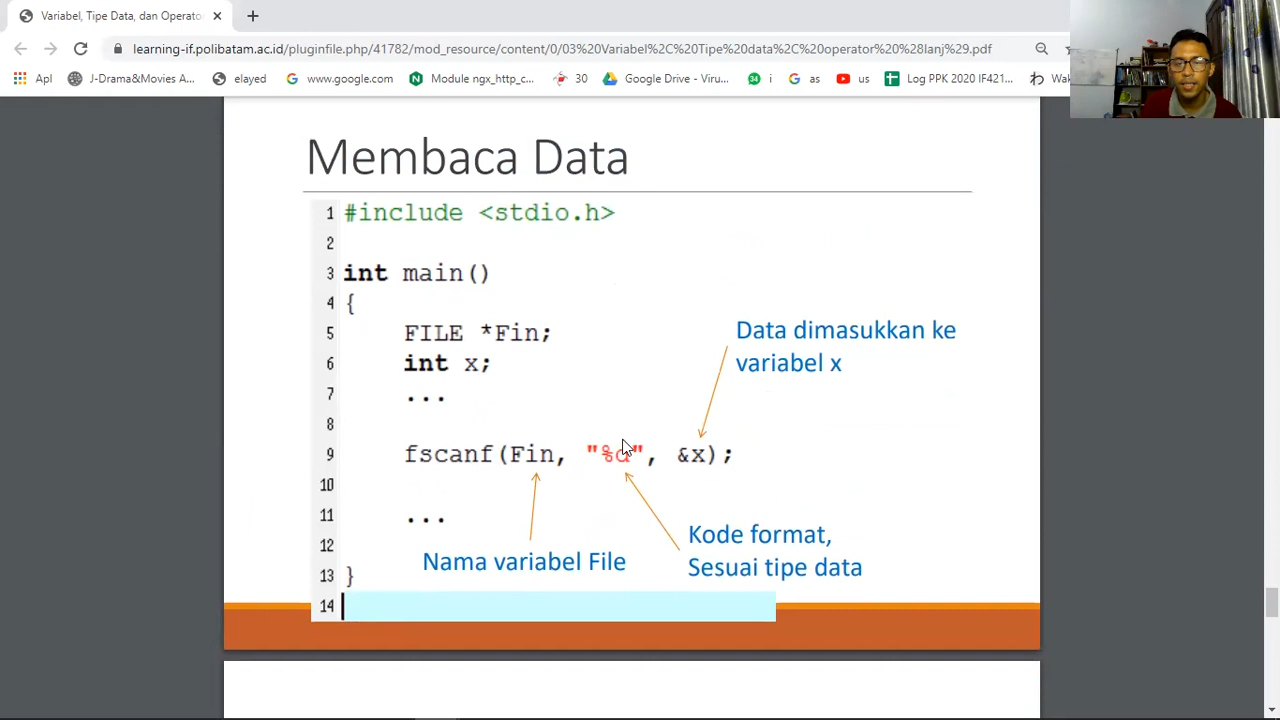 Variabel, Tipe Data, dan Operato
learning-if.polibatam.ac.id/pluginfile.php/41782/mod_resource/content/0/03%20Variabel%2C%20Tipe%20data%2C%20operator%20%28lanj%29.pdf
Apl J-Drama&Movies A... elayed www.google.com Module ngx_http_c... 30 Google Drive - Viru... 34 i as us Log PPK 2020 IF421... Wak
Membaca Data
1 #include <stdio.h>
2
3 int main()
4 {
5 FILE *Fin;
6 int x;
7 ...
8
9 fscanf(Fin, "%d", &x);
10
11 ...
12
13 }
14
Data dimasukkan ke
variabel x
Nama variabel File
Kode format,
Sesuai tipe data